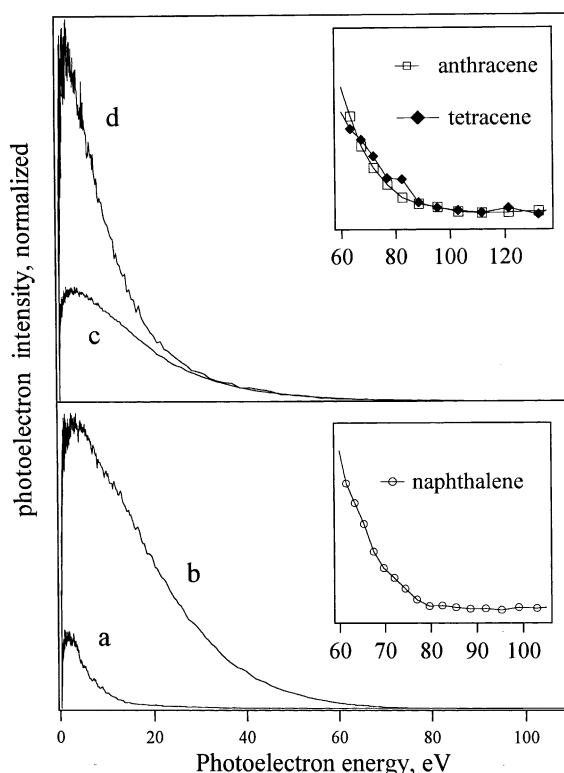 photoelectron intensity, normalized
d
c
anthracene
tetracene
60 80 100 120
b
a
naphthalene
60 70 80 90 100
0 20 40 60 80 100
Photoelectron energy, eV